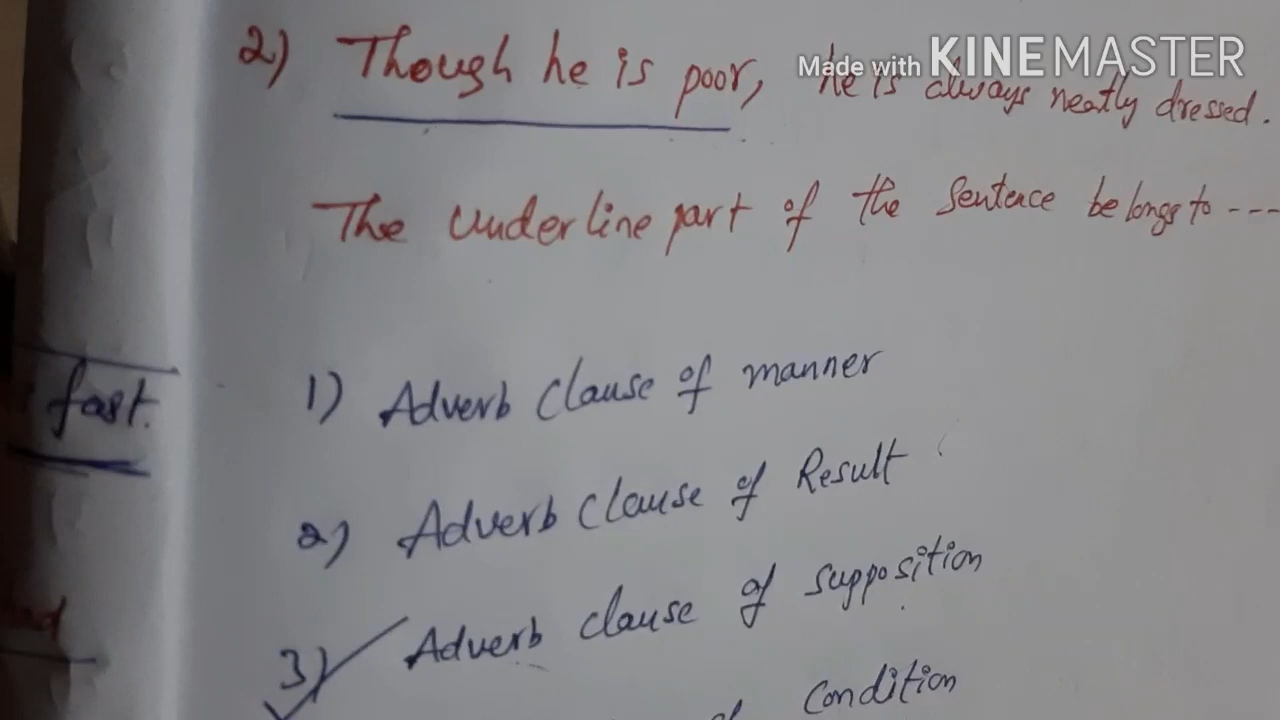 2) Though he is poor, he is always neatly dressed.
Made with KINEMASTER
The underline part of the Sentence belongs to ---
1) Adverb Clause of manner
fast.
2) Adverb Clause of Result
3) Adverb clause of supposition
of Condition